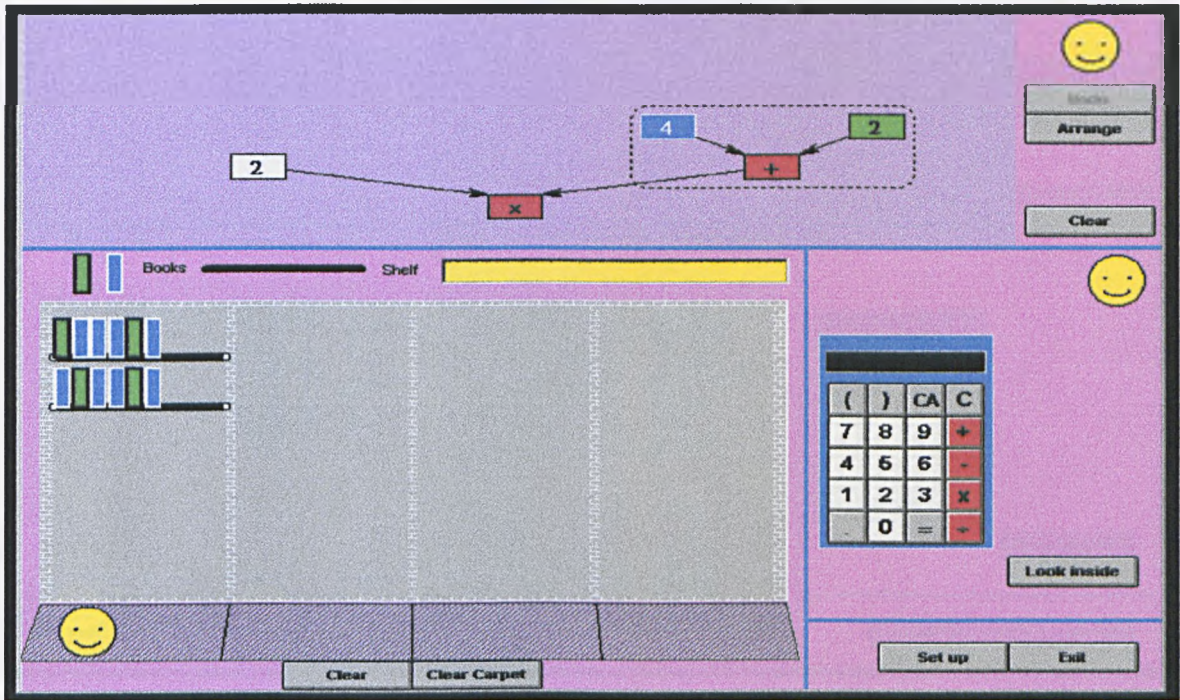 4 2
Arrange
2 +
×
Clear
Books Shelf
( ) CA C
7 8 9 +
4 5 6 -
1 2 3 x
. 0 = ÷
Look inside
Set up Exit
Clear Clear Carpet